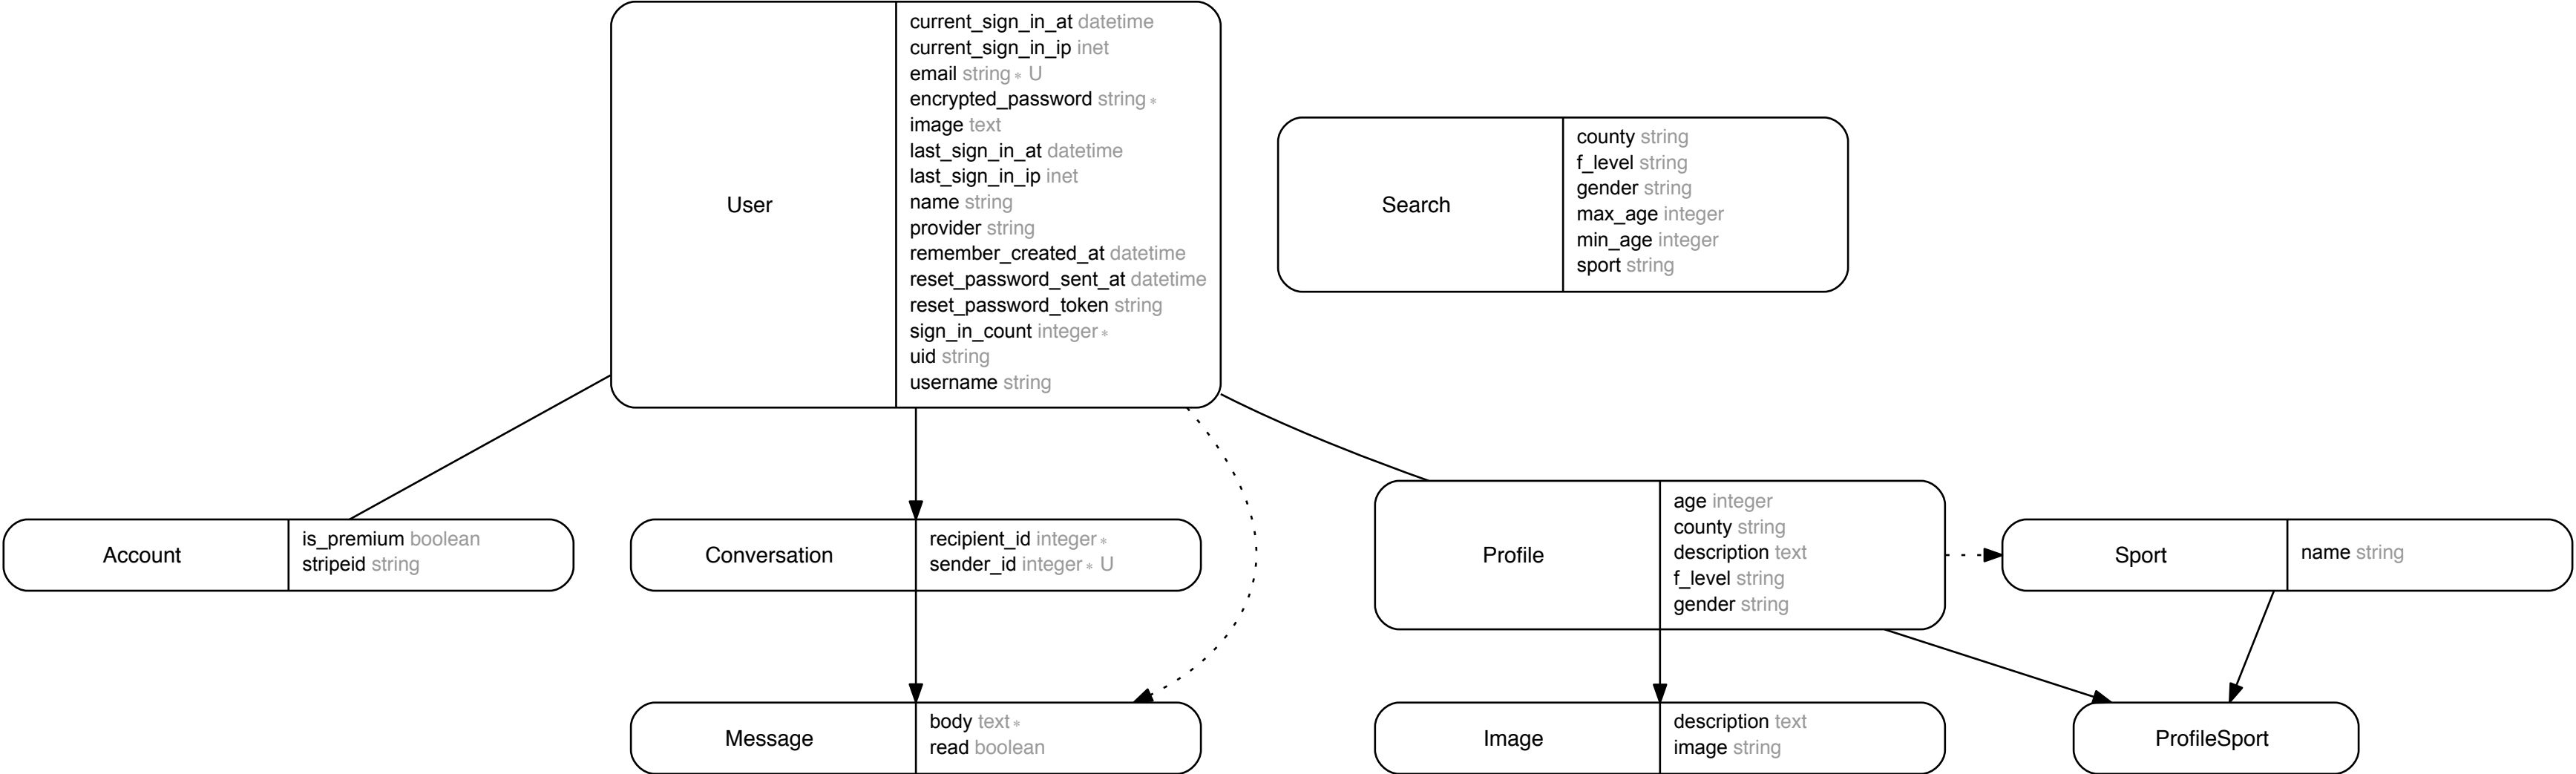 User
current_sign_in_at datetime
current_sign_in_ip inet
email string * U
encrypted_password string *
image text
last_sign_in_at datetime
last_sign_in_ip inet
name string
provider string
remember_created_at datetime
reset_password_sent_at datetime
reset_password_token string
sign_in_count integer *
uid string
username string
Search
county string
f_level string
gender string
max_age integer
min_age integer
sport string
Account
is_premium boolean
stripeid string
Conversation
recipient_id integer *
sender_id integer * U
Profile
age integer
county string
description text
f_level string
gender string
Sport
name string
Message
body text *
read boolean
Image
description text
image string
ProfileSport